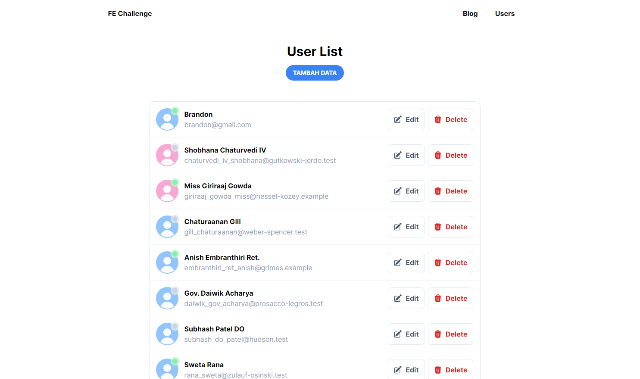 FE Challenge
Blog
Users
User List
TAMBAH DATA
Brandon
brandon@gmail.com
Edit
Delete
Shobhana Chaturvedi IV
chaturvedi_iv_shobhana@gutkowski-jerde.test
Edit
Delete
Miss Giriraaj Gowda
giriraaj_gowda_miss@hessel-kozey.example
Edit
Delete
Chaturaanan Gill
gill_chaturaanan@weber-spencer.test
Edit
Delete
Anish Embranthiri Ret.
embranthiri_ret_anish@grimes.example
Edit
Delete
Gov. Daiwik Acharya
daiwik_gov_acharya@prosacco-legros.test
Edit
Delete
Subhash Patel DO
subhash_do_patel@hudson.test
Edit
Delete
Sweta Rana
rana_sweta@zulauf-osinski.test
Edit
Delete